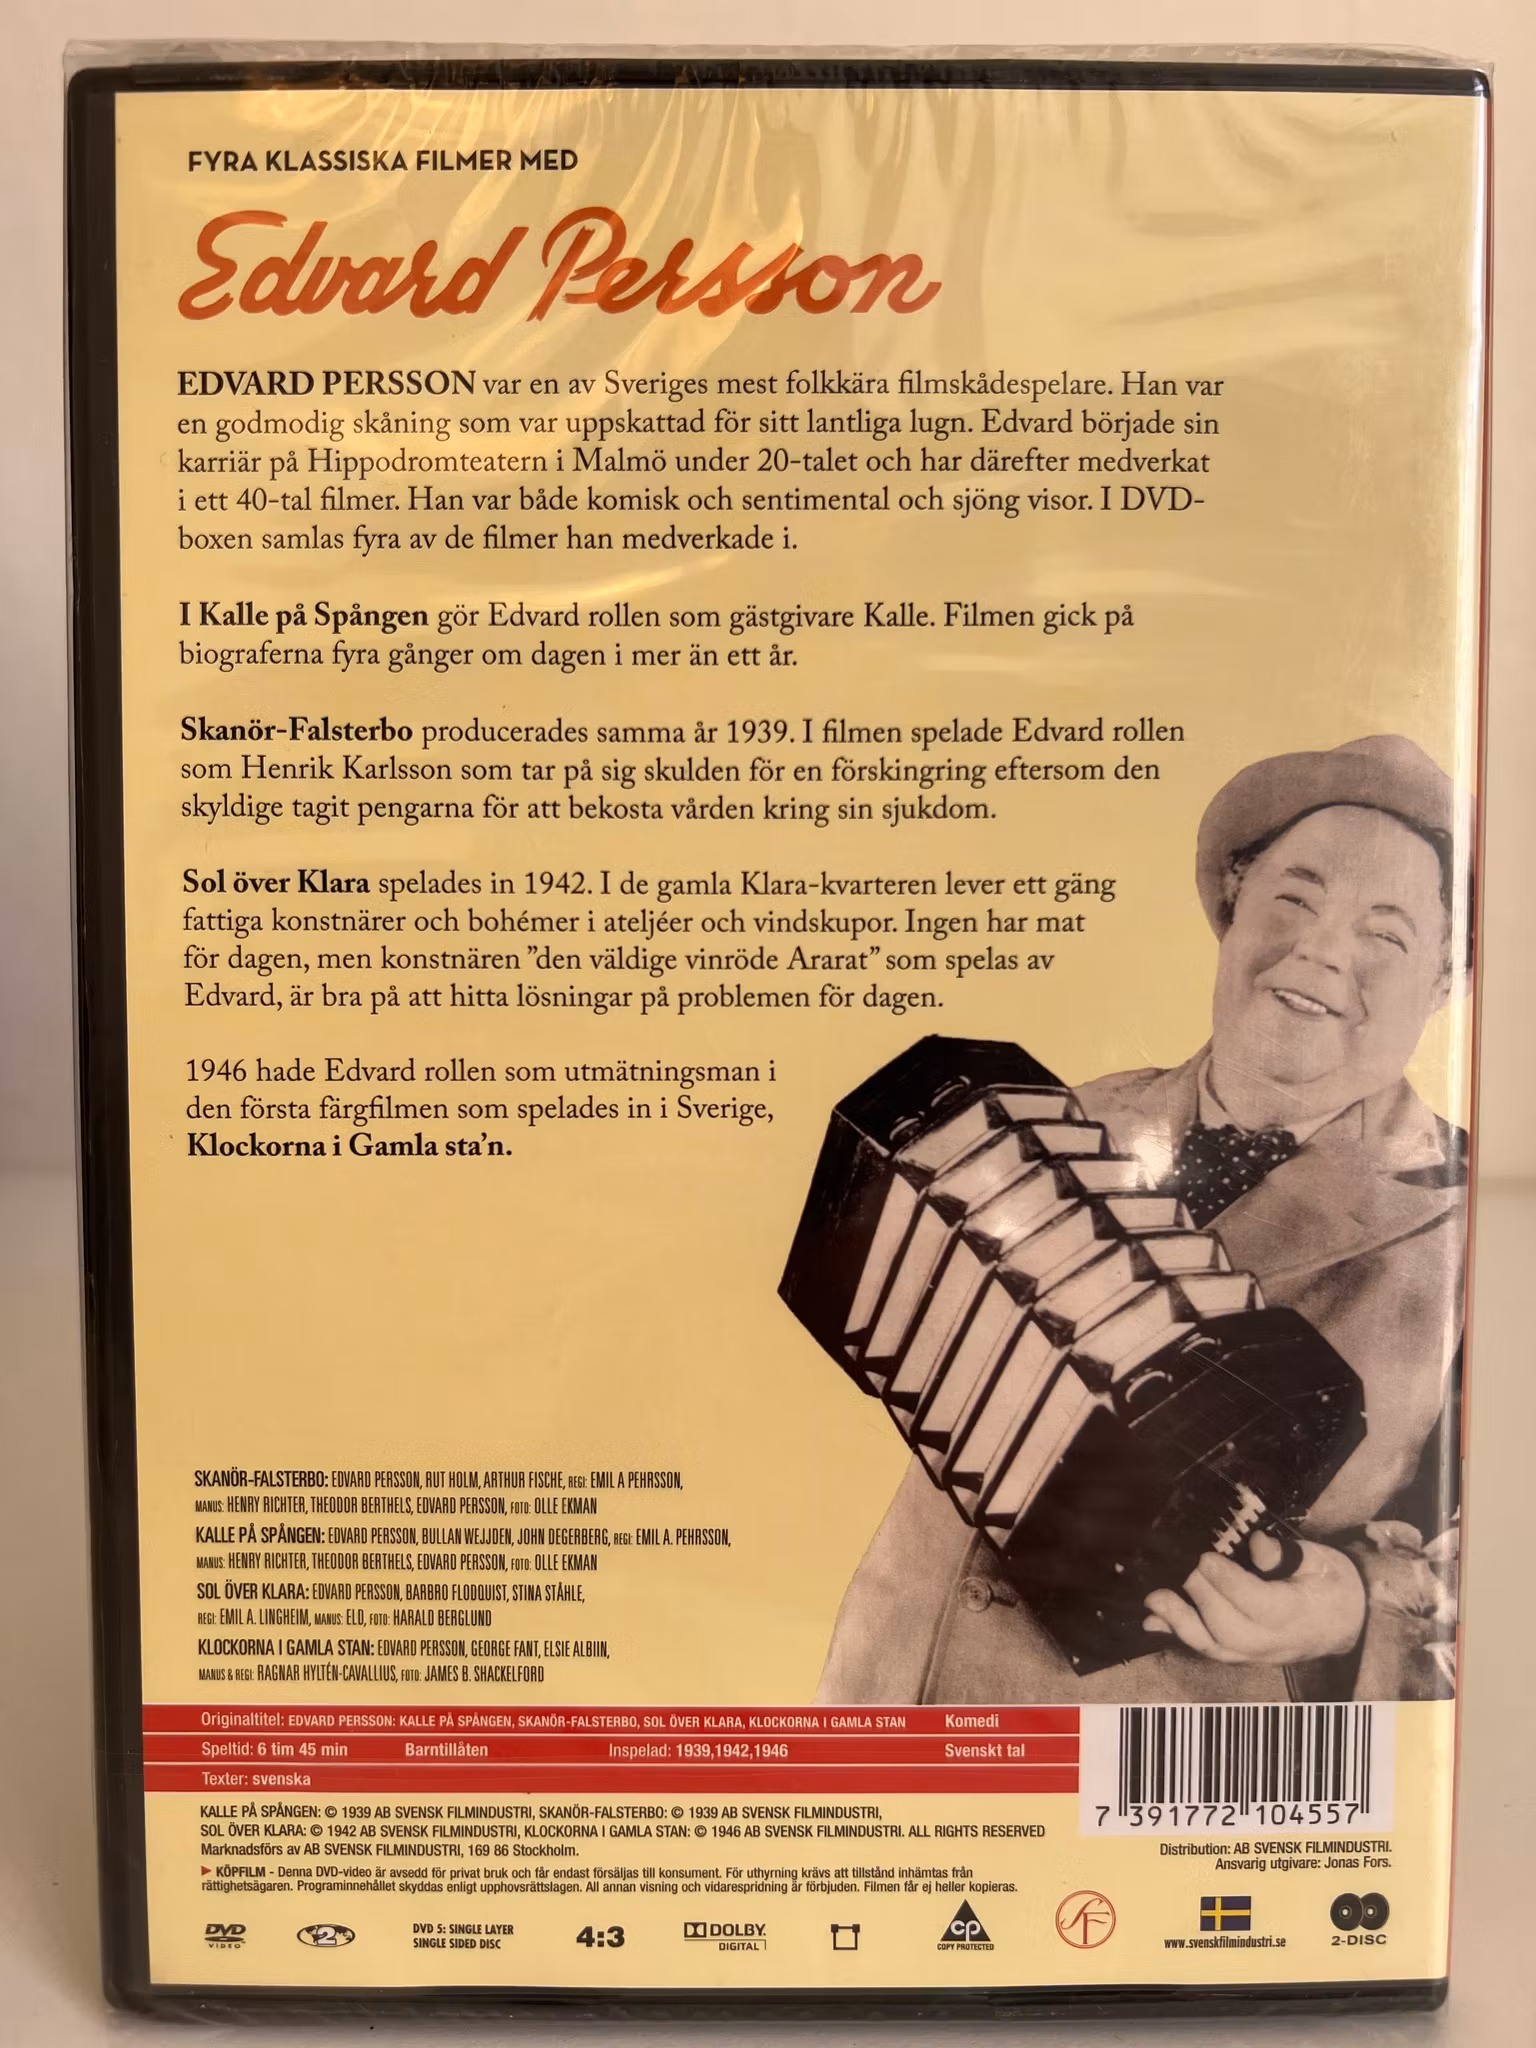 FYRA KLASSISKA FILMER MED
Edvard Persson
EDVARD PERSSON var en av Sveriges mest folkkära filmskådespelare. Han var
en godmodig skåning som var uppskattad för sitt lantliga lugn. Edvard började sin
karriär på Hippodromteatern i Malmö under 20-talet och har därefter medverkat
i ett 40-tal filmer. Han var både komisk och sentimental och sjöng visor. I DVD-
boxen samlas fyra av de filmer han medverkade i.
I Kalle på Spången gör Edvard rollen som gästgivare Kalle. Filmen gick på
biograferna fyra gånger om dagen i mer än ett år.
Skanör-Falsterbo producerades samma år 1939. I filmen spelade Edvard rollen
som Henrik Karlsson som tar på sig skulden för en förskingring eftersom den
skyldige tagit pengarna för att bekosta vården kring sin sjukdom.
Sol över Klara spelades in 1942. I de gamla Klara-kvarteren lever ett gäng
fattiga konstnärer och bohémer i ateljéer och vindskupor. Ingen har mat
för dagen, men konstnären ”den väldige vinröde Ararat” som spelas av
Edvard, är bra på att hitta lösningar på problemen för dagen.
1946 hade Edvard rollen som utmätningsman i
den första färgfilmen som spelades in i Sverige,
Klockorna i Gamla sta’n.
SKANÖR-FALSTERBO: EDVARD PERSSON, RUT HOLM, ARTHUR FISCHE, REGI: EMIL A PEHRSSON,
MANUS: HENRY RICHTER, THEODOR BERTHELS, EDVARD PERSSON, FOTO: OLLE EKMAN
KALLE PÅ SPÅNGEN: EDVARD PERSSON, BULLAN WEJJDEN, JOHN DEGERBERG, REGI: EMIL A. PEHRSSON,
MANUS: HENRY RICHTER, THEODOR BERTHELS, EDVARD PERSSON, FOTO: OLLE EKMAN
SOL ÖVER KLARA: EDVARD PERSSON, BARBRO FLODQUIST, STINA STÅHLE,
REGI: EMIL A. LINGHEIM, MANUS: ELD, FOTO: HARALD BERGLUND
KLOCKORNA I GAMLA STAN: EDVARD PERSSON, GEORGE FANT, ELSIE ALBIIN,
MANUS & REGI: RAGNAR HYLTÉN-CAVALLIUS, FOTO: JAMES B. SHACKELFORD
Originaltitel: EDVARD PERSSON: KALLE PÅ SPÅNGEN, SKANÖR-FALSTERBO, SOL ÖVER KLARA, KLOCKORNA I GAMLA STAN Komedi
Speltid: 6 tim 45 min Barntillåten Inspelad: 1939,1942,1946 Svenskt tal
Texter: svenska
7 391772 104557
KALLE PÅ SPÅNGEN: © 1939 AB SVENSK FILMINDUSTRI, SKANÖR-FALSTERBO: © 1939 AB SVENSK FILMINDUSTRI,
SOL ÖVER KLARA: © 1942 AB SVENSK FILMINDUSTRI, KLOCKORNA I GAMLA STAN: © 1946 AB SVENSK FILMINDUSTRI. ALL RIGHTS RESERVED
Marknadsförs av AB SVENSK FILMINDUSTRI, 169 86 Stockholm.
Distribution: AB SVENSK FILMINDUSTRI.
Ansvarig utgivare: Jonas Fors.
KÖPFILM - Denna DVD-video är avsedd för privat bruk och får endast försäljas till konsument. För uthyrning krävs att tillstånd inhämtas från
rättighetsägaren. Programinnehållet skyddas enligt upphovsrättslagen. All annan visning och vidarespridning är förbjuden. Filmen får ej heller kopieras.
DVD VIDEO
2
DVD 5: SINGLE LAYER
SINGLE SIDED DISC
4:3
DOLBY DIGITAL
CP
COPY PROTECTED
SF
www.svenskfilmindustri.se
2-DISC